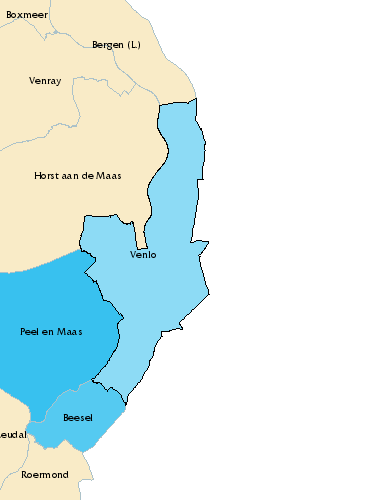 Boxmeer
Bergen (L.)
Venray
Horst aan de Maas
Venlo
Peel en Maas
Beesel
eudal
Roermond